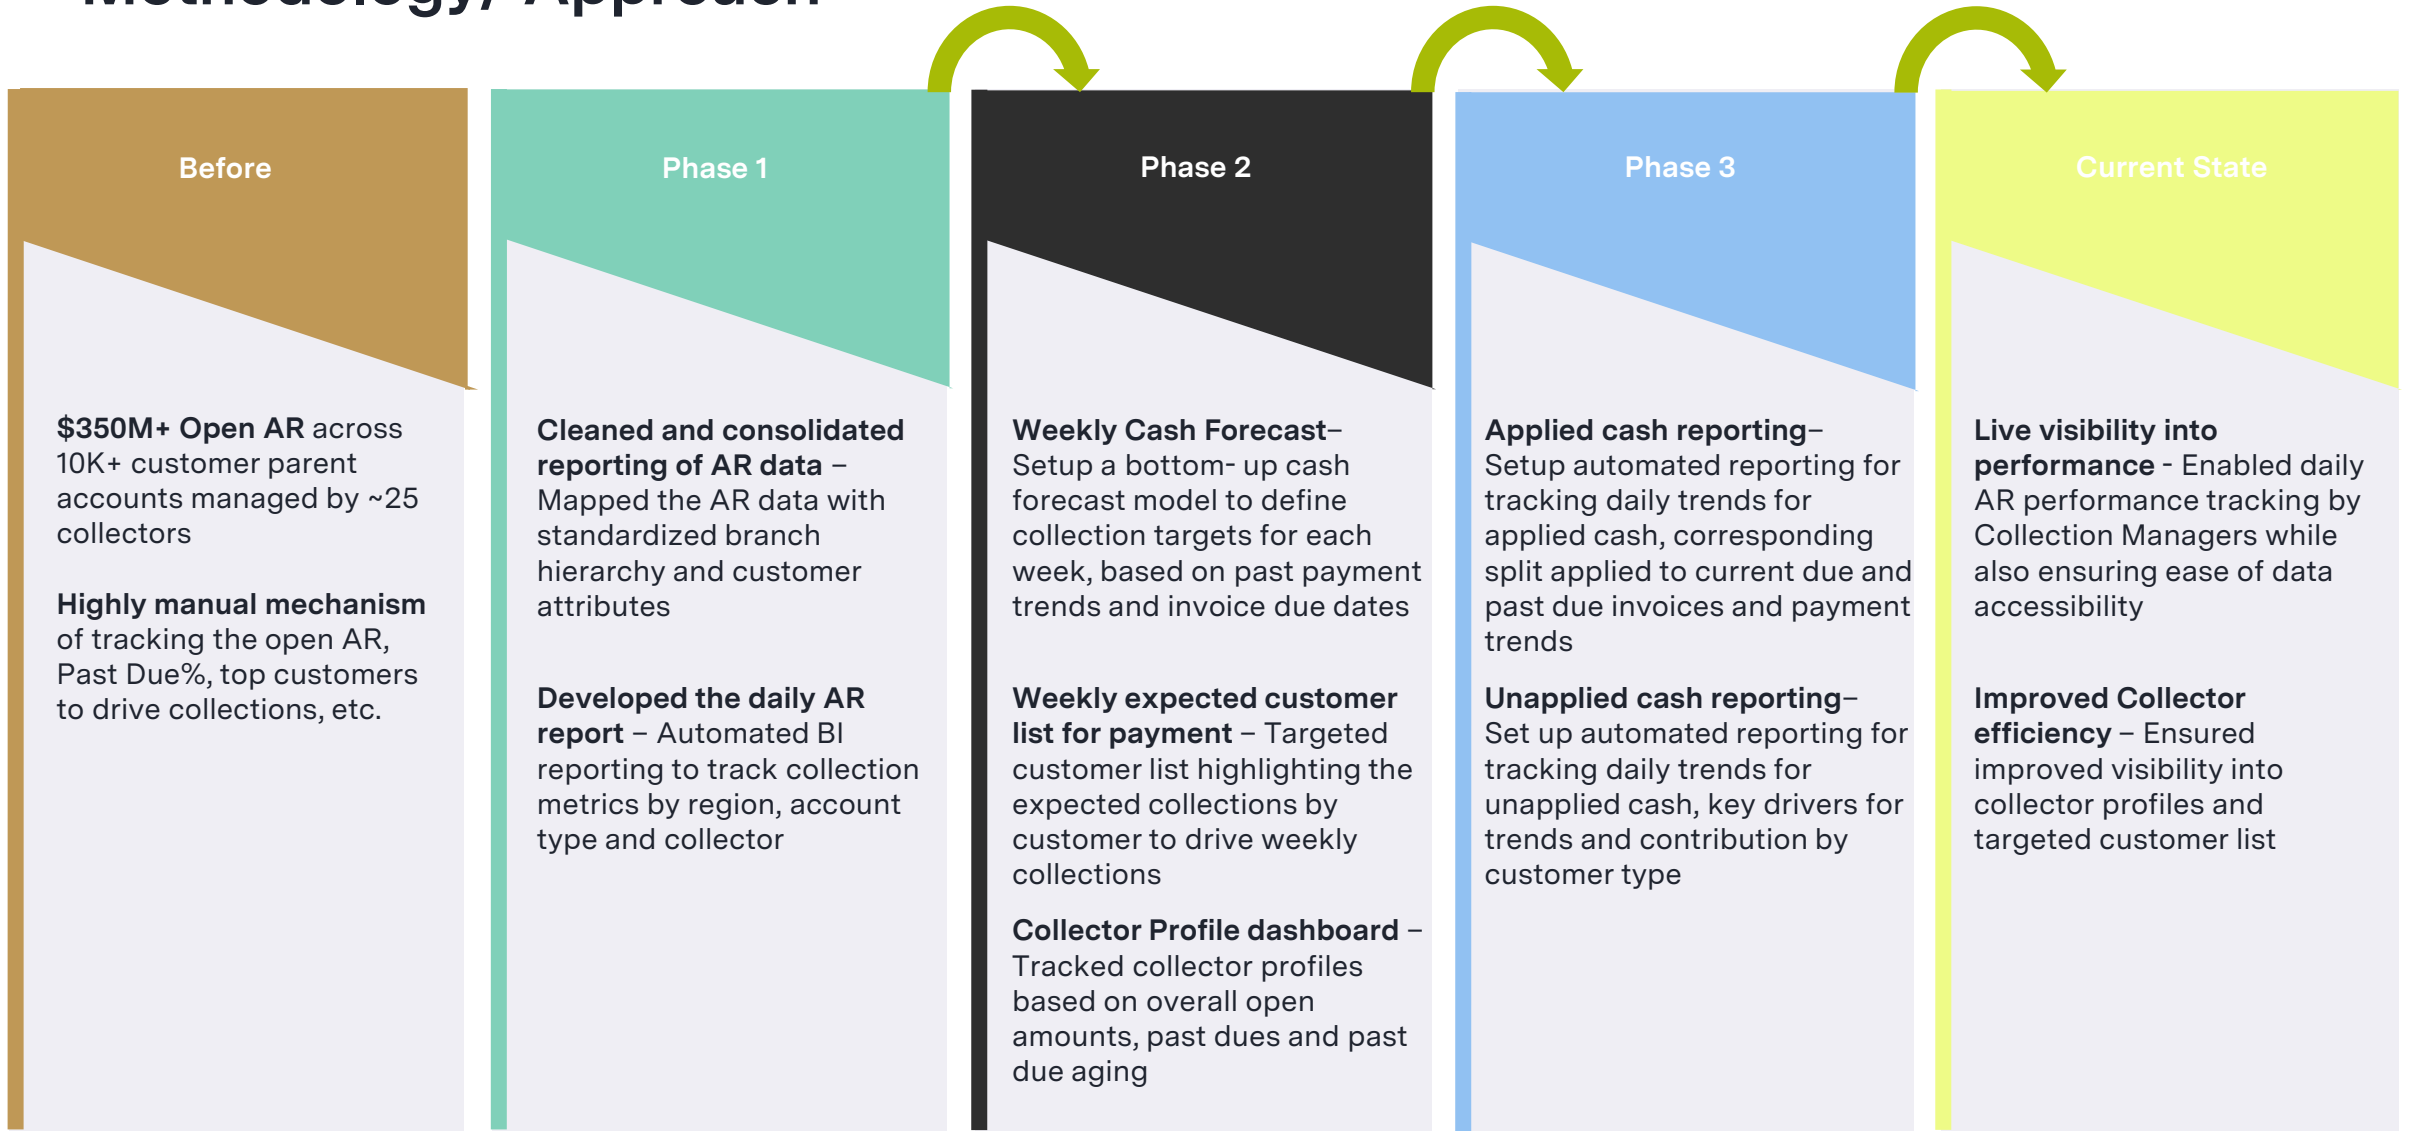 Methodology/ Approach
Before
$350M+ Open AR across
10K+ customer parent
accounts managed by ~25
collectors
Highly manual mechanism
of tracking the open AR,
Past Due%, top customers
to drive collections, etc.
Phase 1
Cleaned and consolidated
reporting of AR data –
Mapped the AR data with
standardized branch
hierarchy and customer
attributes
Developed the daily AR
report – Automated BI
reporting to track collection
metrics by region, account
type and collector
Phase 2
Weekly Cash Forecast–
Setup a bottom- up cash
forecast model to define
collection targets for each
week, based on past payment
trends and invoice due dates
Weekly expected customer
list for payment – Targeted
customer list highlighting the
expected collections by
customer to drive weekly
collections
Collector Profile dashboard –
Tracked collector profiles
based on overall open
amounts, past dues and past
due aging
Phase 3
Applied cash reporting–
Setup automated reporting for
tracking daily trends for
applied cash, corresponding
split applied to current due and
past due invoices and payment
trends
Unapplied cash reporting–
Set up automated reporting for
tracking daily trends for
unapplied cash, key drivers for
trends and contribution by
customer type
Current State
Live visibility into
performance - Enabled daily
AR performance tracking by
Collection Managers while
also ensuring ease of data
accessibility
Improved Collector
efficiency – Ensured
improved visibility into
collector profiles and
targeted customer list